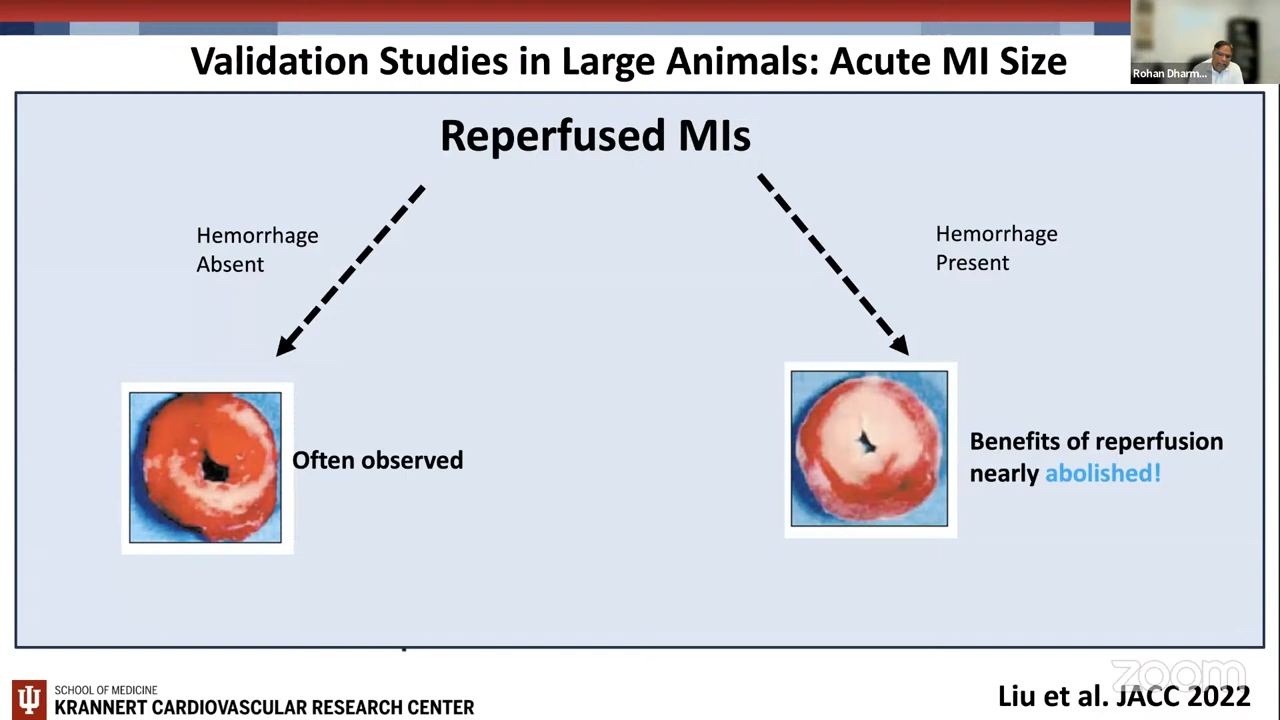 Validation Studies in Large Animals: Acute MI Size
Rohan Dharm...
Reperfused MIs
Hemorrhage
Absent
Hemorrhage
Present
Often observed
Benefits of reperfusion
nearly abolished!
zoom
SCHOOL OF MEDICINE
KRANNERT CARDIOVASCULAR RESEARCH CENTER
Liu et al. JACC 2022